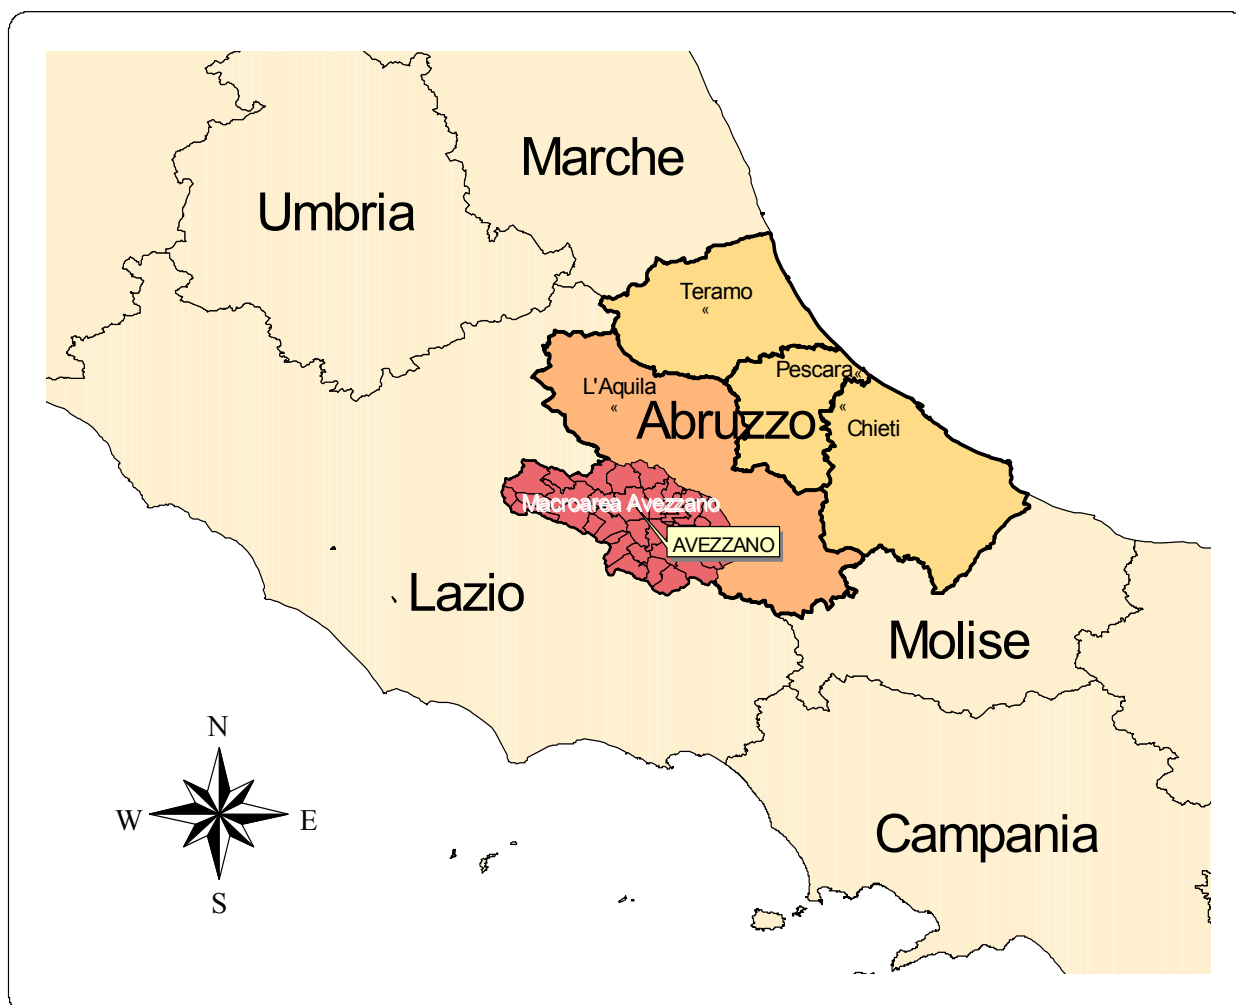 Marche
Umbria
Teramo
Pescara
L'Aquila
Abruzzo
Chieti
Macroarea Avezzano
AVEZZANO
Lazio
Molise
N
W
E
S
Campania